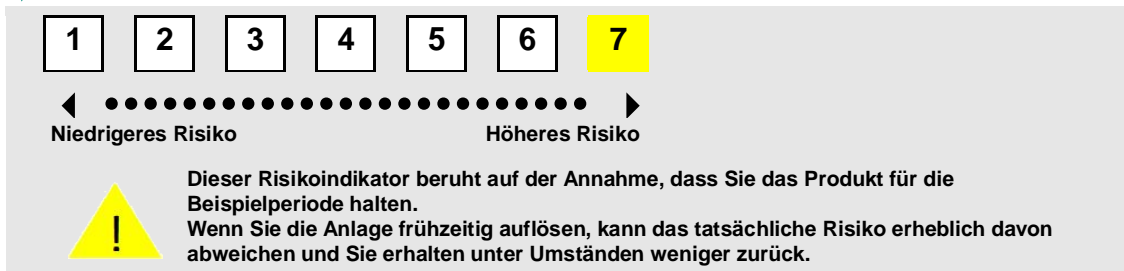 1 2 3 4 5 6 7
Niedrigeres Risiko Höheres Risiko
Dieser Risikoindikator beruht auf der Annahme, dass Sie das Produkt für die
Beispielperiode halten.
! Wenn Sie die Anlage frühzeitig auflösen, kann das tatsächliche Risiko erheblich davon
abweichen und Sie erhalten unter Umständen weniger zurück.